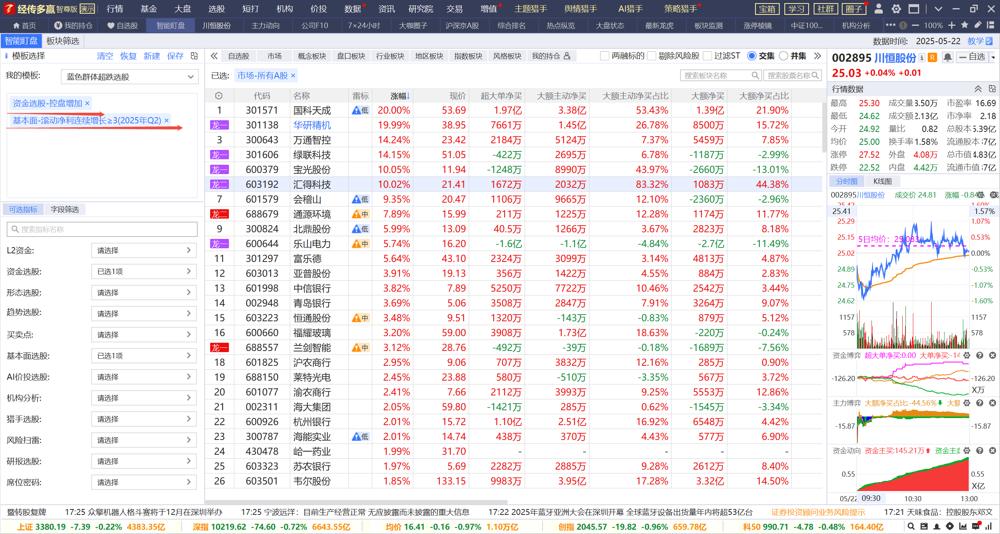 经传多赢 智尊版 演示 行情 基金 大盘 选股 短打 机构 价投 数据 资讯 研究院 交易 增值 主题猎手 舆情猎手 AI猎手 策略猎手 宝箱 学习 社群 圈子
首页 我的持仓 自选股 智能盯盘 川恒股份 主力动向 公司F10 7×24小时 大咖圈子 沪深京A股 综合排名 热点纵览 大盘状态 最新龙虎 板块监测 涨停棱镜 中证100... 机构分析 100%
智能盯盘 板块筛选 数据时间: 2025-05-22 教学
模板选择 清空 恢复 新建 保存
我的模板: 蓝色群体超跌选股
资金选股-控盘增加 ×
基本面-滚动净利连续增长≥3(2025年Q2) ×
可选指标 字段筛选
搜索指标名称
L2资金: 请选择
资金选股: 已选1项
形态选股: 请选择
趋势选股: 请选择
买卖点: 请选择
基本面选股: 已选1项
AI价投选股: 请选择
机构分析: 请选择
猎手选股: 请选择
风险扫雷: 请选择
研报选股: 请选择
席位密码: 请选择
自选股 市场 概念板块 盘口板块 行业板块 地区板块 指数板块 风格板块 我的持仓 两融标的 剔除风险股 过滤ST 交集 并集
已选: 市场-所有A股 × 搜索板块名称 搜索股票名称
代码 名称 雷标 涨幅↓ 现价 超大单净买 大额主动净买 大额主动净买占比 大额净买 大额净买占比
1 301571 国科天成 低 20.00% 53.69 1.97亿 3.38亿 53.43% 1.39亿 21.90%
龙一 301138 华研精机 19.99% 38.95 7661万 1.45亿 26.78% 8500万 15.72%
3 300643 万通智控 14.24% 23.42 2184万 5124万 7.37% 5459万 7.85%
龙一 301606 绿联科技 14.15% 51.05 -422万 2695万 6.78% -1187万 -2.99%
龙一 600379 宝光股份 10.05% 11.94 -1248万 8990万 43.97% -2660万 -13.01%
龙二 603192 汇得科技 10.02% 21.41 1672万 2032万 83.32% 1083万 44.38%
7 601579 会稽山 低 9.35% 20.47 1106万 9665万 12.10% -2360万 -2.96%
龙二 688679 通源环境 中 7.89% 15.99 211万 1225万 12.28% 1174万 11.77%
9 300824 北鼎股份 低 5.99% 13.09 40.5万 1266万 3.67% 2823万 8.18%
龙一 600644 乐山电力 中 5.74% 16.20 -1.6亿 -1.1亿 -4.84% -2.7亿 -11.49%
11 301297 富乐德 5.64% 43.10 2324万 3099万 3.14% 4813万 4.87%
12 603013 亚普股份 3.91% 19.13 356万 1422万 4.55% 884万 2.83%
13 601998 中信银行 3.82% 7.89 5250万 7722万 10.46% 2542万 3.44%
14 002948 青岛银行 3.69% 5.06 3508万 2847万 7.91% 3264万 9.07%
15 603223 恒通股份 中 3.48% 9.51 1320万 -143万 -0.83% 879万 5.12%
16 600660 福耀玻璃 3.20% 59.00 3908万 1.73亿 18.63% -220万 -0.24%
龙一 688557 兰剑智能 中 3.12% 28.76 -492万 -39万 -0.18% -1689万 -7.56%
18 601825 沪农商行 2.95% 9.06 707万 3832万 12.16% 285万 0.90%
19 688150 莱特光电 2.45% 23.88 580万 -510万 -3.35% 567万 3.72%
20 601077 渝农商行 2.41% 7.66 2112万 3993万 9.25% 5553万 12.86%
21 002311 海大集团 2.05% 59.80 -1421万 285万 0.62% -1545万 -3.34%
22 600926 杭州银行 2.01% 15.72 1.10亿 2.51亿 16.92% 6548万 4.42%
23 300787 海能实业 低 2.01% 14.74 438万 370万 4.43% 577万 6.90%
24 430478 峆一药业 1.99% 31.70 - - - - -
25 603323 苏农银行 1.97% 5.69 2282万 2885万 9.28% 2612万 8.40%
26 603501 韦尔股份 1.85% 133.15 9983万 3.95亿 17.28% 3.32亿 14.50%
002895 川恒股份 R 自选
25.03 +0.04% +0.01
行情数据
最高 25.30 成交量 3.50万 市盈率 16.69
最低 24.62 成交额 2.13亿 市净率 2.18
今开 24.92 量比 0.82 总股本 5.39亿
均价 25.00 换手率 1.58% 流通股本 37亿
涨停 27.52 外盘 4.08万 总市值 4.83亿
跌停 22.52 内盘 4.42万 流通市值 37亿
分时图 K线图
002895川恒股份 成交价 24.81 涨幅 -0.84%
25.42 1.60%
25.41 1.57%
25.29 1.07%
25.15 5日均价: 25.083 0.53%
25.02 0.00%
24.89 -0.53%
24.75 -1.07%
24.62 -1.60%
1157 1157
578 578
资金博弈 超大单净买:0.00 大单净买:-14
-126.20 -126.20
X万
主力博弈 大额净买占比:-44.56% 大额
-15.87 -15.87
资金动向 资金主买:145.21万 资金主卖
0.55 0.55
X亿
05/22 09:30 10:30 13:00
暨转股复牌 17:25 众擎机器人格斗赛将于12月在深圳举办 17:25 宁波远洋：目前生产经营正常 无应披露而未披露的重大信息 17:22 2025年蓝牙亚洲大会在深圳开幕 全球蓝牙设备出货量年内将超53亿台 证券投资顾问业务风险提示 17:21 天味食品：控股股东邓文
上证 3380.19 -7.39 -0.22% 4383.35亿 深指 10219.62 -74.60 -0.72% 6643.55亿 均价 16.41 -0.16 -0.97% 1.10万亿 创指 2045.57 -19.82 -0.96% 659.78亿 科50 990.71 -4.78 -0.48% 164.40亿